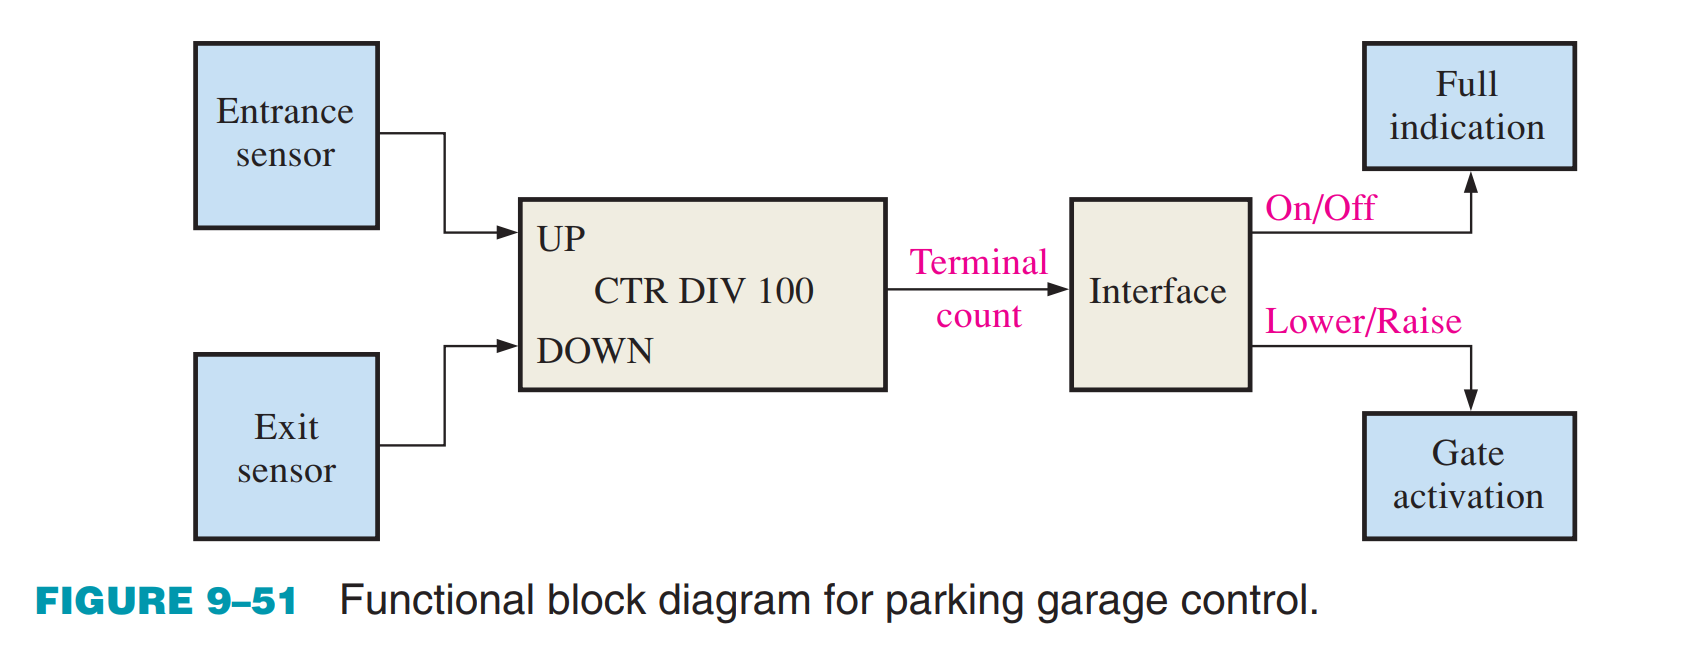 Entrance
sensor
Exit
sensor
UP
CTR DIV 100
DOWN
Terminal
count
Interface
On/Off
Lower/Raise
Full
indication
Gate
activation
FIGURE 9–51 Functional block diagram for parking garage control.